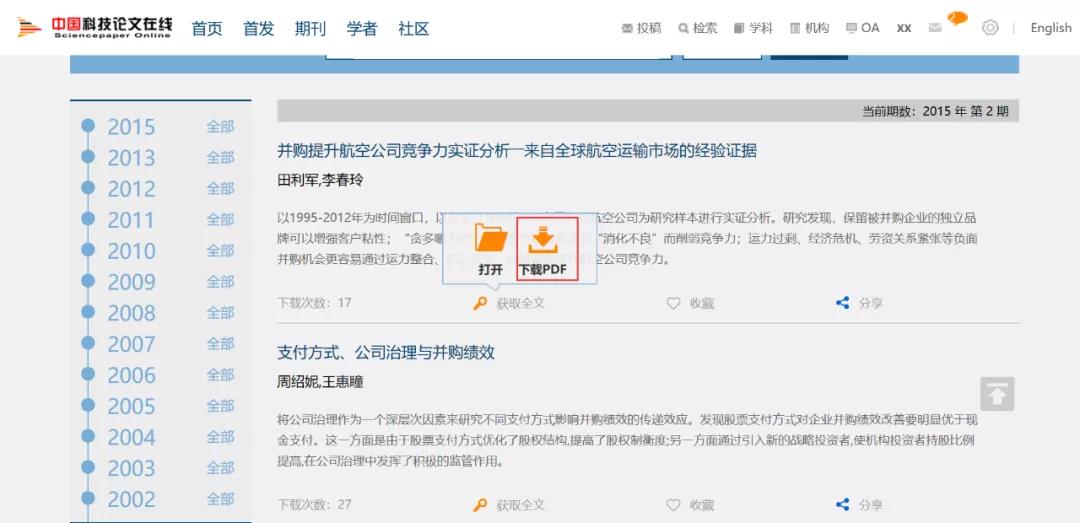 中国科技论文在线
Sciencepaper Online
首页 首发 期刊 学者 社区
投稿 检索 学科 机构 OA xx English
当前期数：2015 年 第 2 期
2015 全部
2013 全部
2012 全部
2011 全部
2010 全部
2009 全部
2008 全部
2007 全部
2006 全部
2005 全部
2004 全部
2003 全部
2002 全部
并购提升航空公司竞争力实证分析—来自全球航空运输市场的经验证据
田利军,李春玲
以1995-2012年为时间窗口，以 航空公司为研究样本进行实证分析。研究发现，保留被并购企业的独立品
牌可以增强客户粘性；“贪多嚼 “消化不良”而削弱竞争力；运力过剩、经济危机、劳资关系紧张等负面
并购机会更容易通过运力整合、 公司竞争力。
打开 下载PDF
下载次数：17 获取全文 收藏 分享
支付方式、公司治理与并购绩效
周绍妮,王惠瞳
将公司治理作为一个深层次因素来研究不同支付方式影响并购绩效的传递效应。发现股票支付方式对企业并购绩效改善要明显优于现
金支付。这一方面是由于股票支付方式优化了股权结构,提高了股权制衡度;另一方面通过引入新的战略投资者,使机构投资者持股比例
提高,在公司治理中发挥了积极的监管作用。
下载次数：27 获取全文 收藏 分享